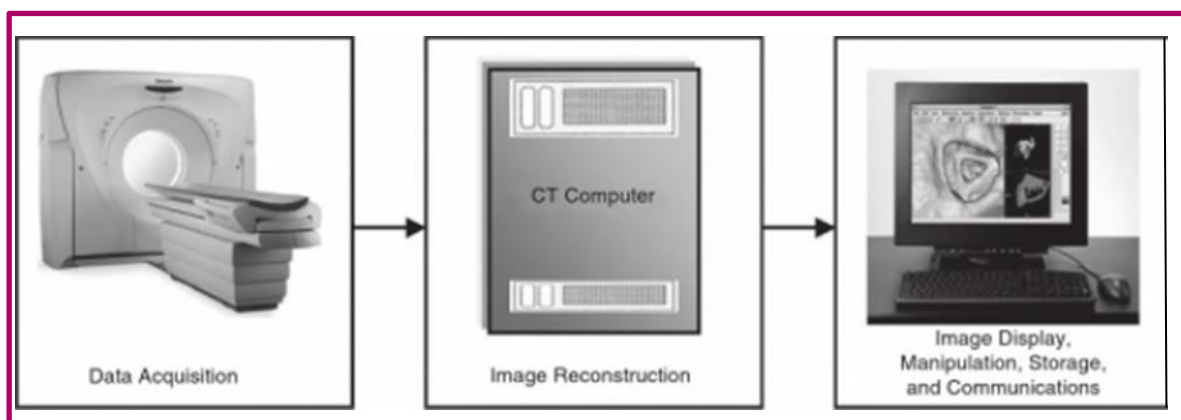 CT Computer
Data Acquisition
Image Reconstruction
Image Display,
Manipulation, Storage,
and Communications